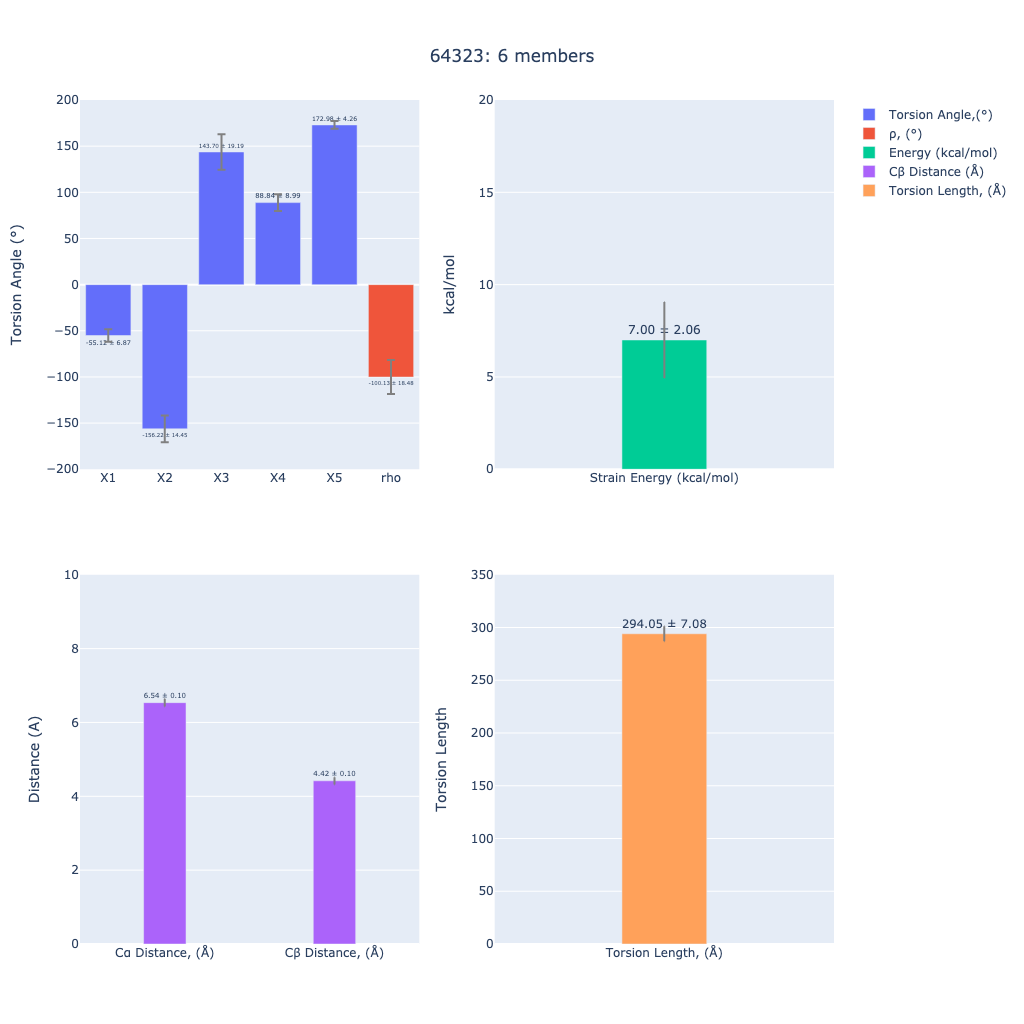 64323: 6 members
Torsion Angle (°)
200
150
100
50
0
−50
−100
−150
−200
-55.12 ± 6.87
-156.22 ± 14.45
143.70 ± 19.19
88.84 ± 8.99
172.98 ± 4.26
-100.13 ± 18.48
X1 X2 X3 X4 X5 rho
kcal/mol
20
15
10
5
0
7.00 ± 2.06
Strain Energy (kcal/mol)
Torsion Angle,(°)
ρ, (°)
Energy (kcal/mol)
Cβ Distance (Å)
Torsion Length, (Å)
Distance (A)
10
8
6
4
2
0
6.54 ± 0.10
4.42 ± 0.10
Cα Distance, (Å) Cβ Distance, (Å)
Torsion Length
350
300
250
200
150
100
50
0
294.05 ± 7.08
Torsion Length, (Å)